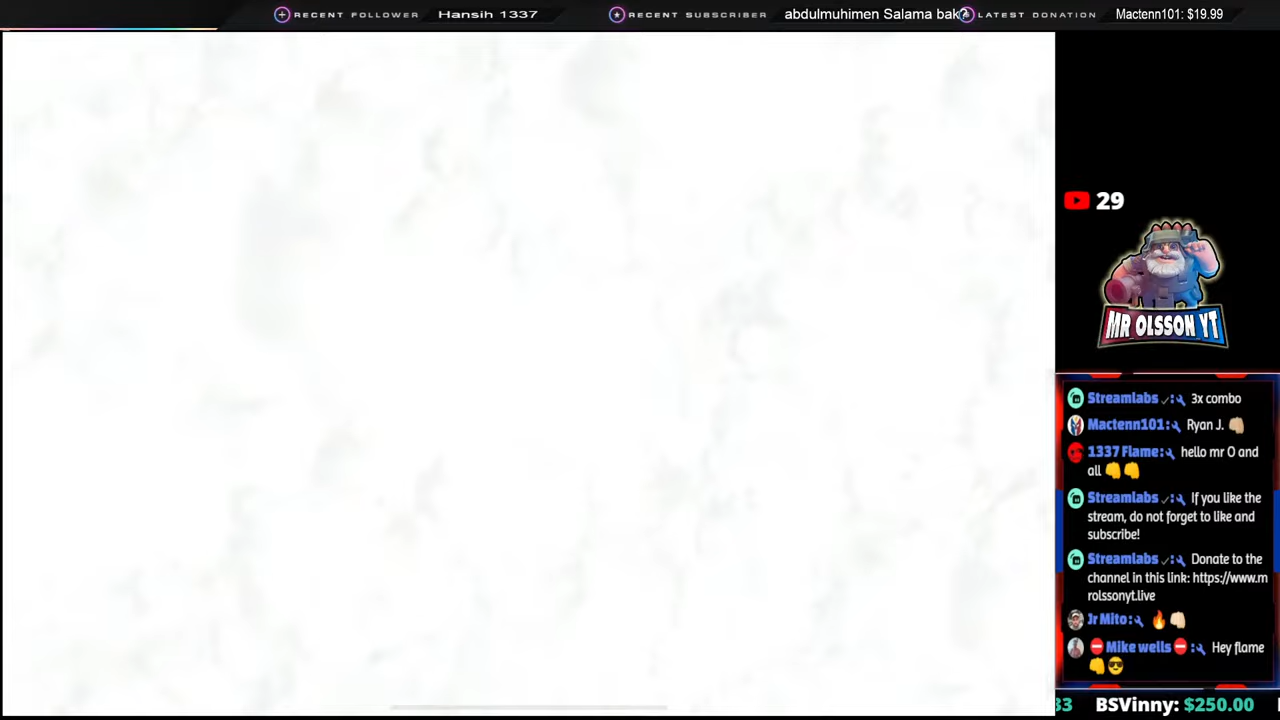 RECENT FOLLOWER Hansih 1337 RECENT SUBSCRIBER abdulmuhimen Salama bak? LATEST DONATION Mactenn101: $19.99
29
MR OLSSON YT
Streamlabs : 3x combo
Mactenn101: Ryan J. 👊🏼
1337 Flame: hello mr O and
all 👊👊
Streamlabs : If you like the
stream, do not forget to like and
subscribe!
Streamlabs : Donate to the
channel in this link: https://www.m
rolssonyt.live
Jr Mito: 🔥👊🏻
⛔ Mike wells ⛔ : Hey flame
👊😎
33 BSVinny: $250.00